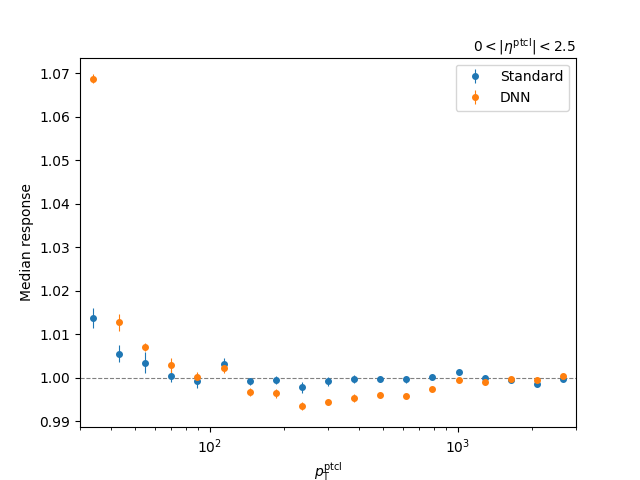 0 < |η^ptcl| < 2.5
1.07
1.06
1.05
1.04
1.03
1.02
1.01
1.00
0.99
Median response
Standard
DNN
10^2
10^3
p_T^ptcl